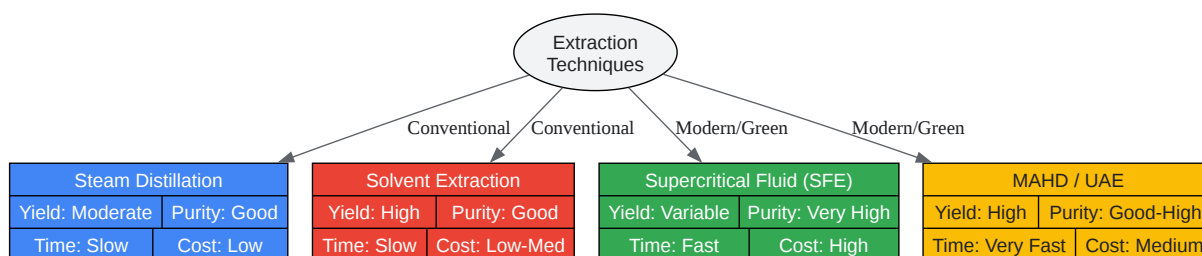 Extraction
Techniques
Conventional
Conventional
Modern/Green
Modern/Green
Steam Distillation
Yield: Moderate
Purity: Good
Time: Slow
Cost: Low
Solvent Extraction
Yield: High
Purity: Good
Time: Slow
Cost: Low-Med
Supercritical Fluid (SFE)
Yield: Variable
Purity: Very High
Time: Fast
Cost: High
MAHD / UAE
Yield: High
Purity: Good-High
Time: Very Fast
Cost: Medium